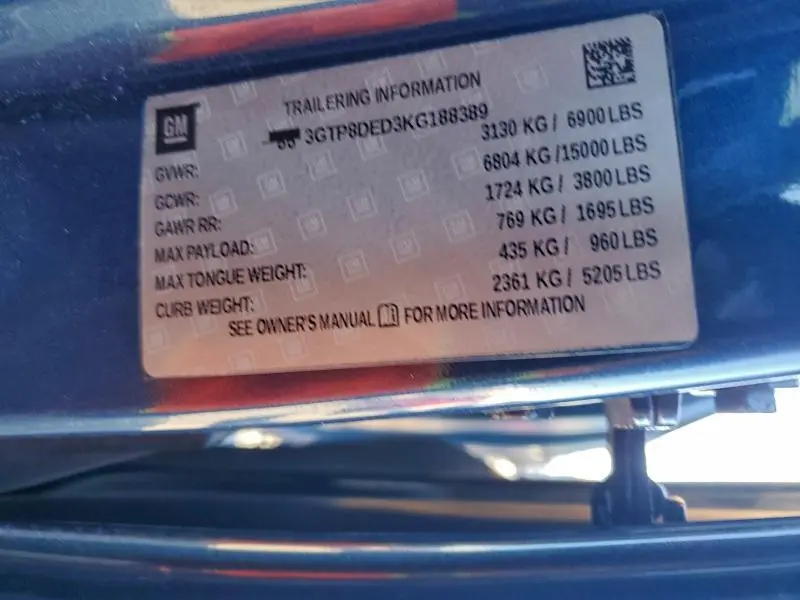 GM
TRAILERING INFORMATION
3GTP8DED3KG188389
GVWR: 3130 KG / 6900 LBS
GCWR: 6804 KG /15000 LBS
GAWR RR: 1724 KG / 3800 LBS
MAX PAYLOAD: 769 KG / 1695 LBS
MAX TONGUE WEIGHT: 435 KG / 960 LBS
CURB WEIGHT: 2361 KG / 5205 LBS
SEE OWNER'S MANUAL FOR MORE INFORMATION